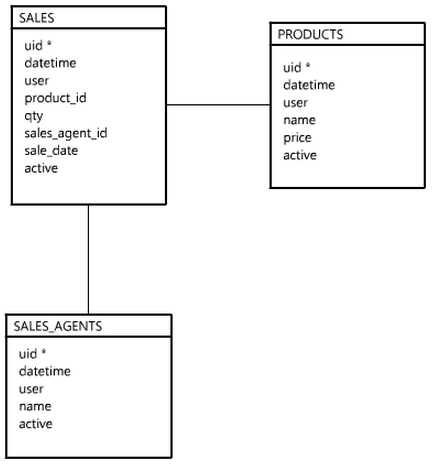 SALES
uid *
datetime
user
product_id
qty
sales_agent_id
sale_date
active
PRODUCTS
uid *
datetime
user
name
price
active
SALES_AGENTS
uid *
datetime
user
name
active